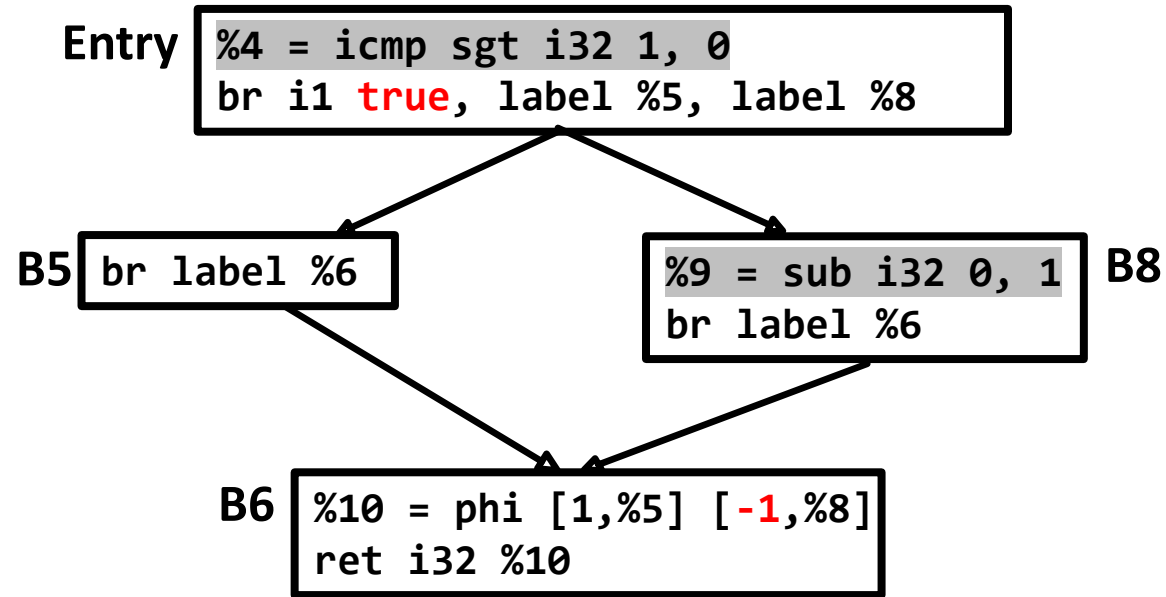 Entry
%4 = icmp sgt i32 1, 0
br i1 true, label %5, label %8
B5
br label %6
%9 = sub i32 0, 1
br label %6
B8
B6
%10 = phi [1,%5] [-1,%8]
ret i32 %10